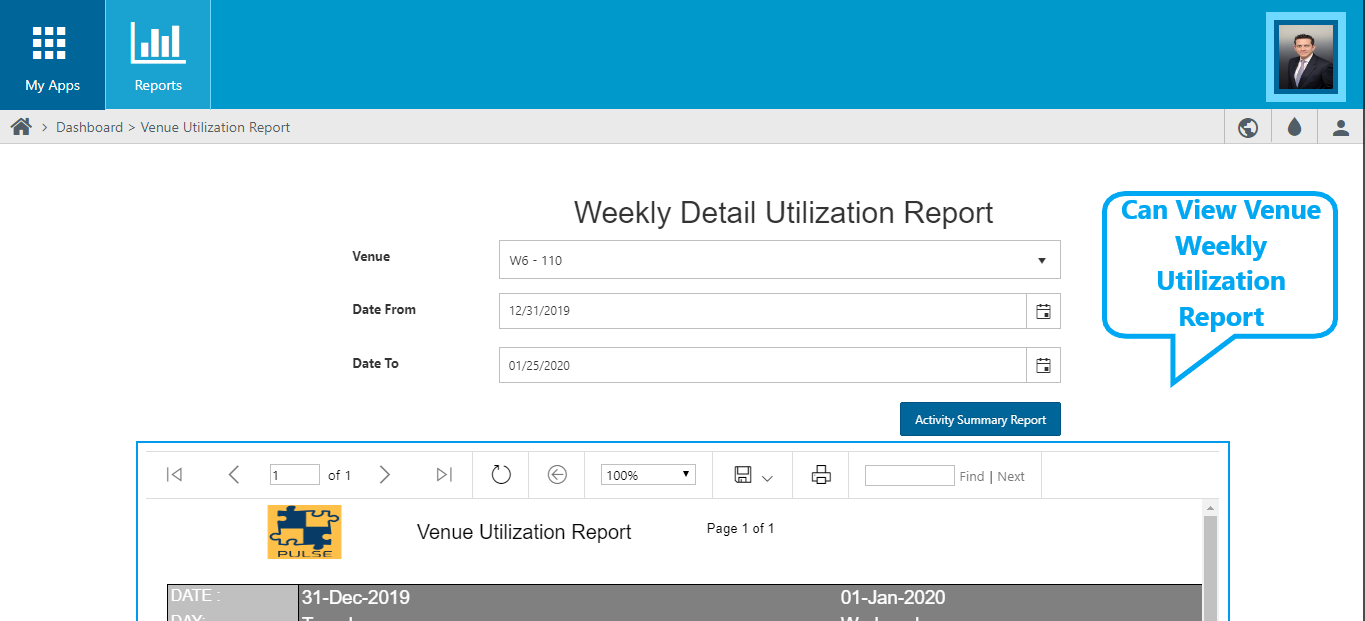 My Apps
Reports
Dashboard > Venue Utilization Report
Weekly Detail Utilization Report
Can View Venue
Weekly
Utilization
Report
Venue
W6 - 110
Date From
12/31/2019
Date To
01/25/2020
Activity Summary Report
1 of 1
100%
Find | Next
PULSE
Venue Utilization Report
Page 1 of 1
DATE : 31-Dec-2019 01-Jan-2020
DAY: